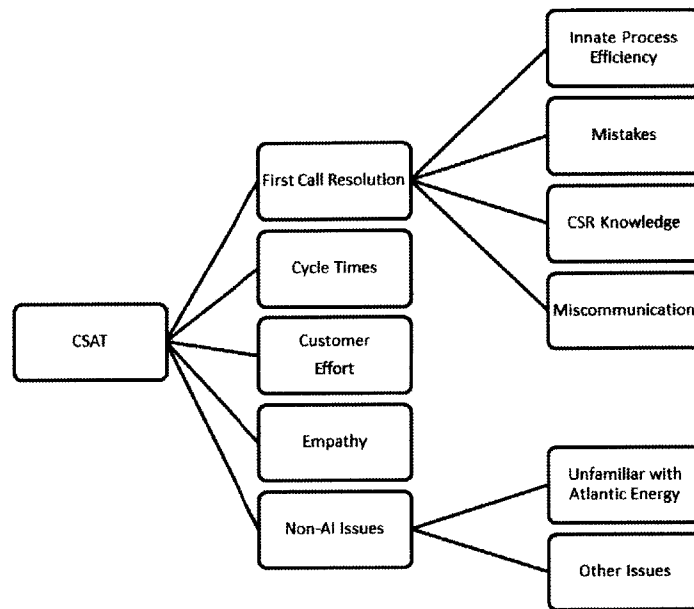 Innate Process
Efficiency
Mistakes
First Call Resolution
CSR Knowledge
Cycle Times
Miscommunication
CSAT
Customer
Effort
Empathy
Unfamiliar with
Atlantic Energy
Non-AI Issues
Other Issues